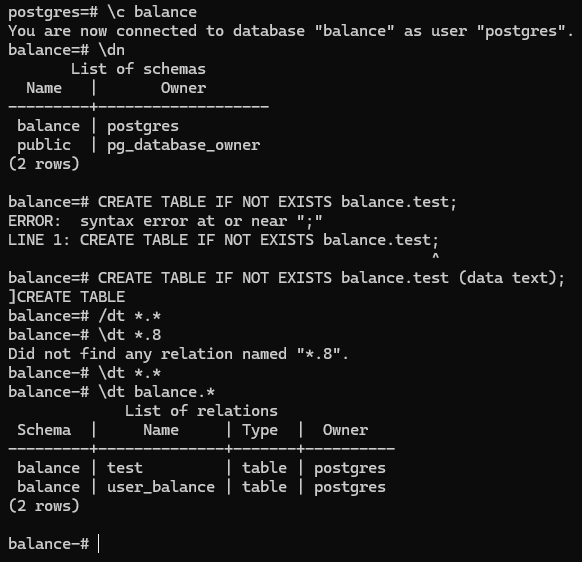 postgres=# \c balance
You are now connected to database "balance" as user "postgres".
balance=# \dn
       List of schemas
  Name   |       Owner
---------+-------------------
 balance | postgres
 public  | pg_database_owner
(2 rows)

balance=# CREATE TABLE IF NOT EXISTS balance.test;
ERROR:  syntax error at or near ";"
LINE 1: CREATE TABLE IF NOT EXISTS balance.test;
                                               ^
balance=# CREATE TABLE IF NOT EXISTS balance.test (data text);
]CREATE TABLE
balance=# /dt *.*
balance-# \dt *.8
Did not find any relation named "*.8".
balance-# \dt *.*
balance-# \dt balance.*
             List of relations
 Schema  |     Name     | Type  |  Owner
---------+--------------+-------+----------
 balance | test         | table | postgres
 balance | user_balance | table | postgres
(2 rows)

balance-#